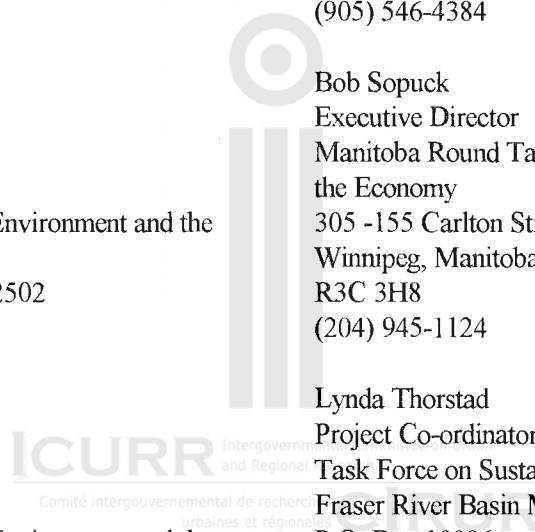 (905) 546-4384
Bob Sopuck
Executive Director
Manitoba Round Ta
the Economy
305 -155 Carlton St
Winnipeg, Manitoba
R3C 3H8
(204) 945-1124
Lynda Thorstad
Project Co-ordinator
Task Force on Susta
Fraser River Basin M
Environment and the
2502
ICURR
Intergovernmental Committee on Urban
and Regional
Comité intergouvernemental de recherch
urbaines et régionales